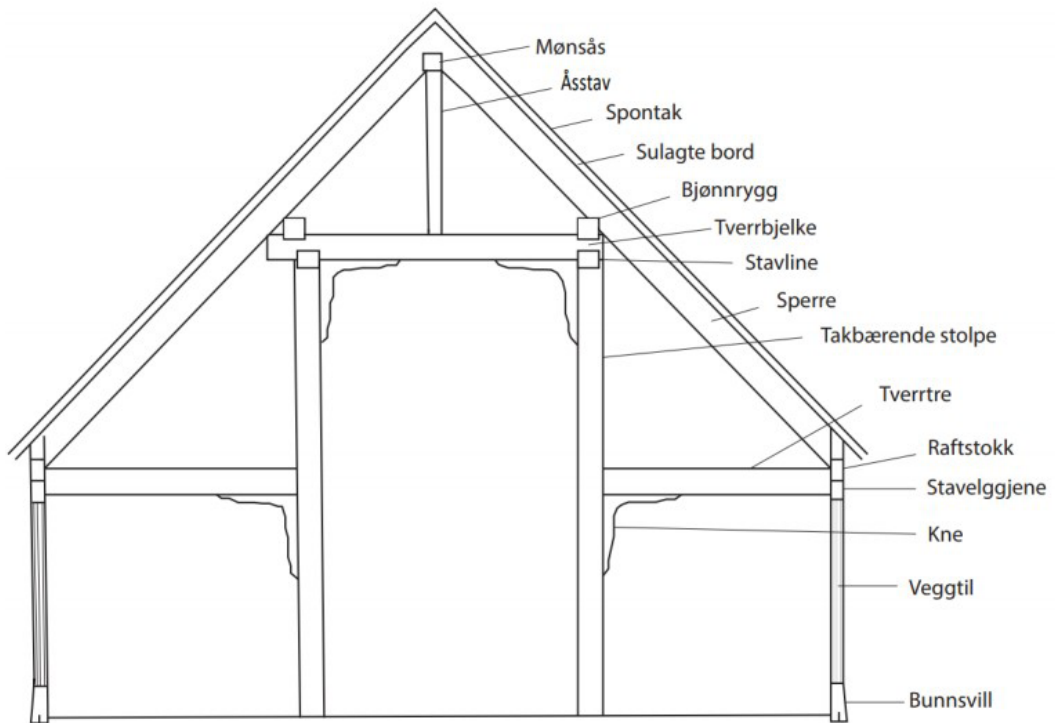 Mønsås
Åsstav
Spontak
Sulagte bord
Bjønnrygg
Tverrbjelke
Stavline
Sperre
Takbærende stolpe
Tverrtre
Raftstokk
Stavelggjene
Kne
Veggtil
Bunnsvill